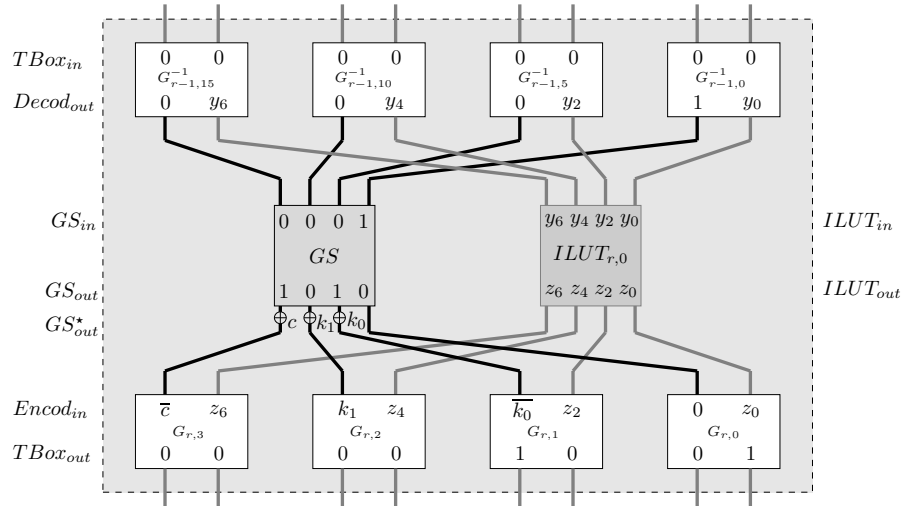 TBox_in 0 0 0 0 0 0 0 0
G^{-1}_{r-1,15} G^{-1}_{r-1,10} G^{-1}_{r-1,5} G^{-1}_{r-1,0}
Decod_out 0 y_6 0 y_4 0 y_2 1 y_0
GS_in 0 0 0 1 y_6 y_4 y_2 y_0 ILUT_in
GS ILUT_{r,0}
GS_out 1 0 1 0 z_6 z_4 z_2 z_0 ILUT_out
GS^⋆_out ⊕ c ⊕ k_1 ⊕ k_0
Encod_in \overline{c} z_6 k_1 z_4 \overline{k_0} z_2 0 z_0
G_{r,3} G_{r,2} G_{r,1} G_{r,0}
TBox_out 0 0 0 0 1 0 0 1